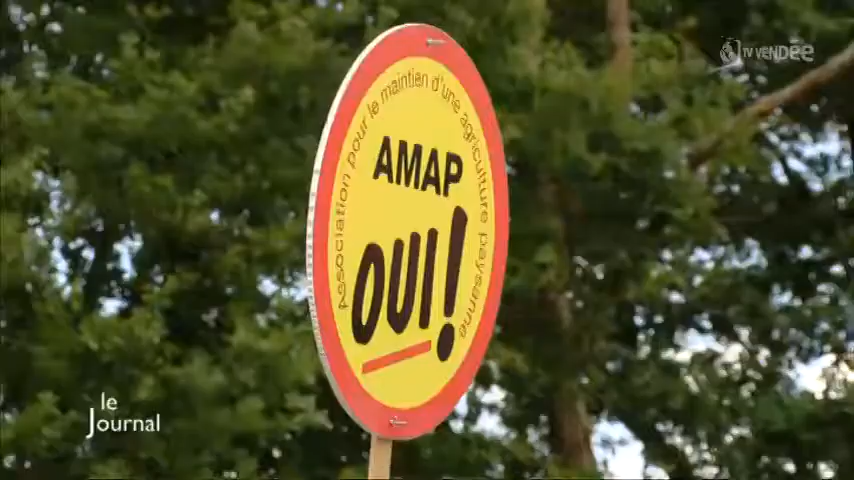 TV VENDÉE
Association pour le maintien d'une agriculture paysanne
AMAP
OUI!
le
Journal